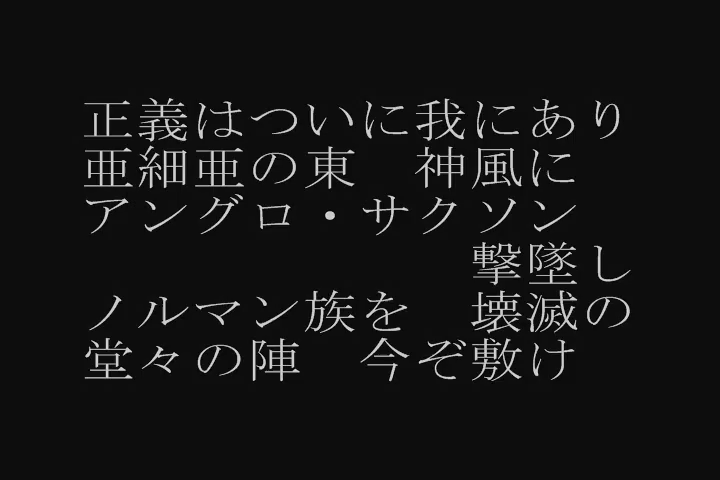 正義はついに我にあり
亜細亜の東　神風に
アングロ・サクソン
撃墜し
ノルマン族を　壊滅の
堂々の陣　今ぞ敷け